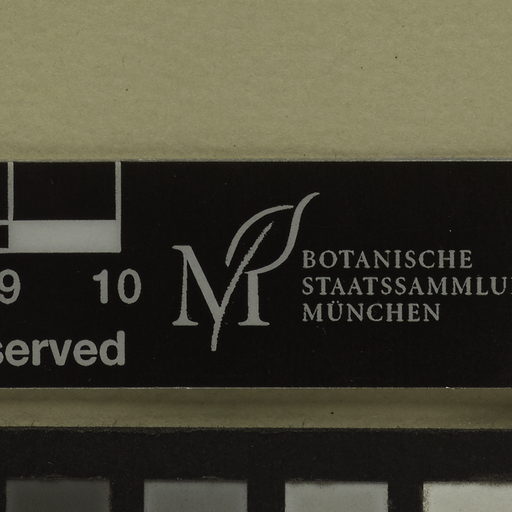 9 10
served
M
BOTANISCHE
STAATSSAMMLU
MÜNCHEN